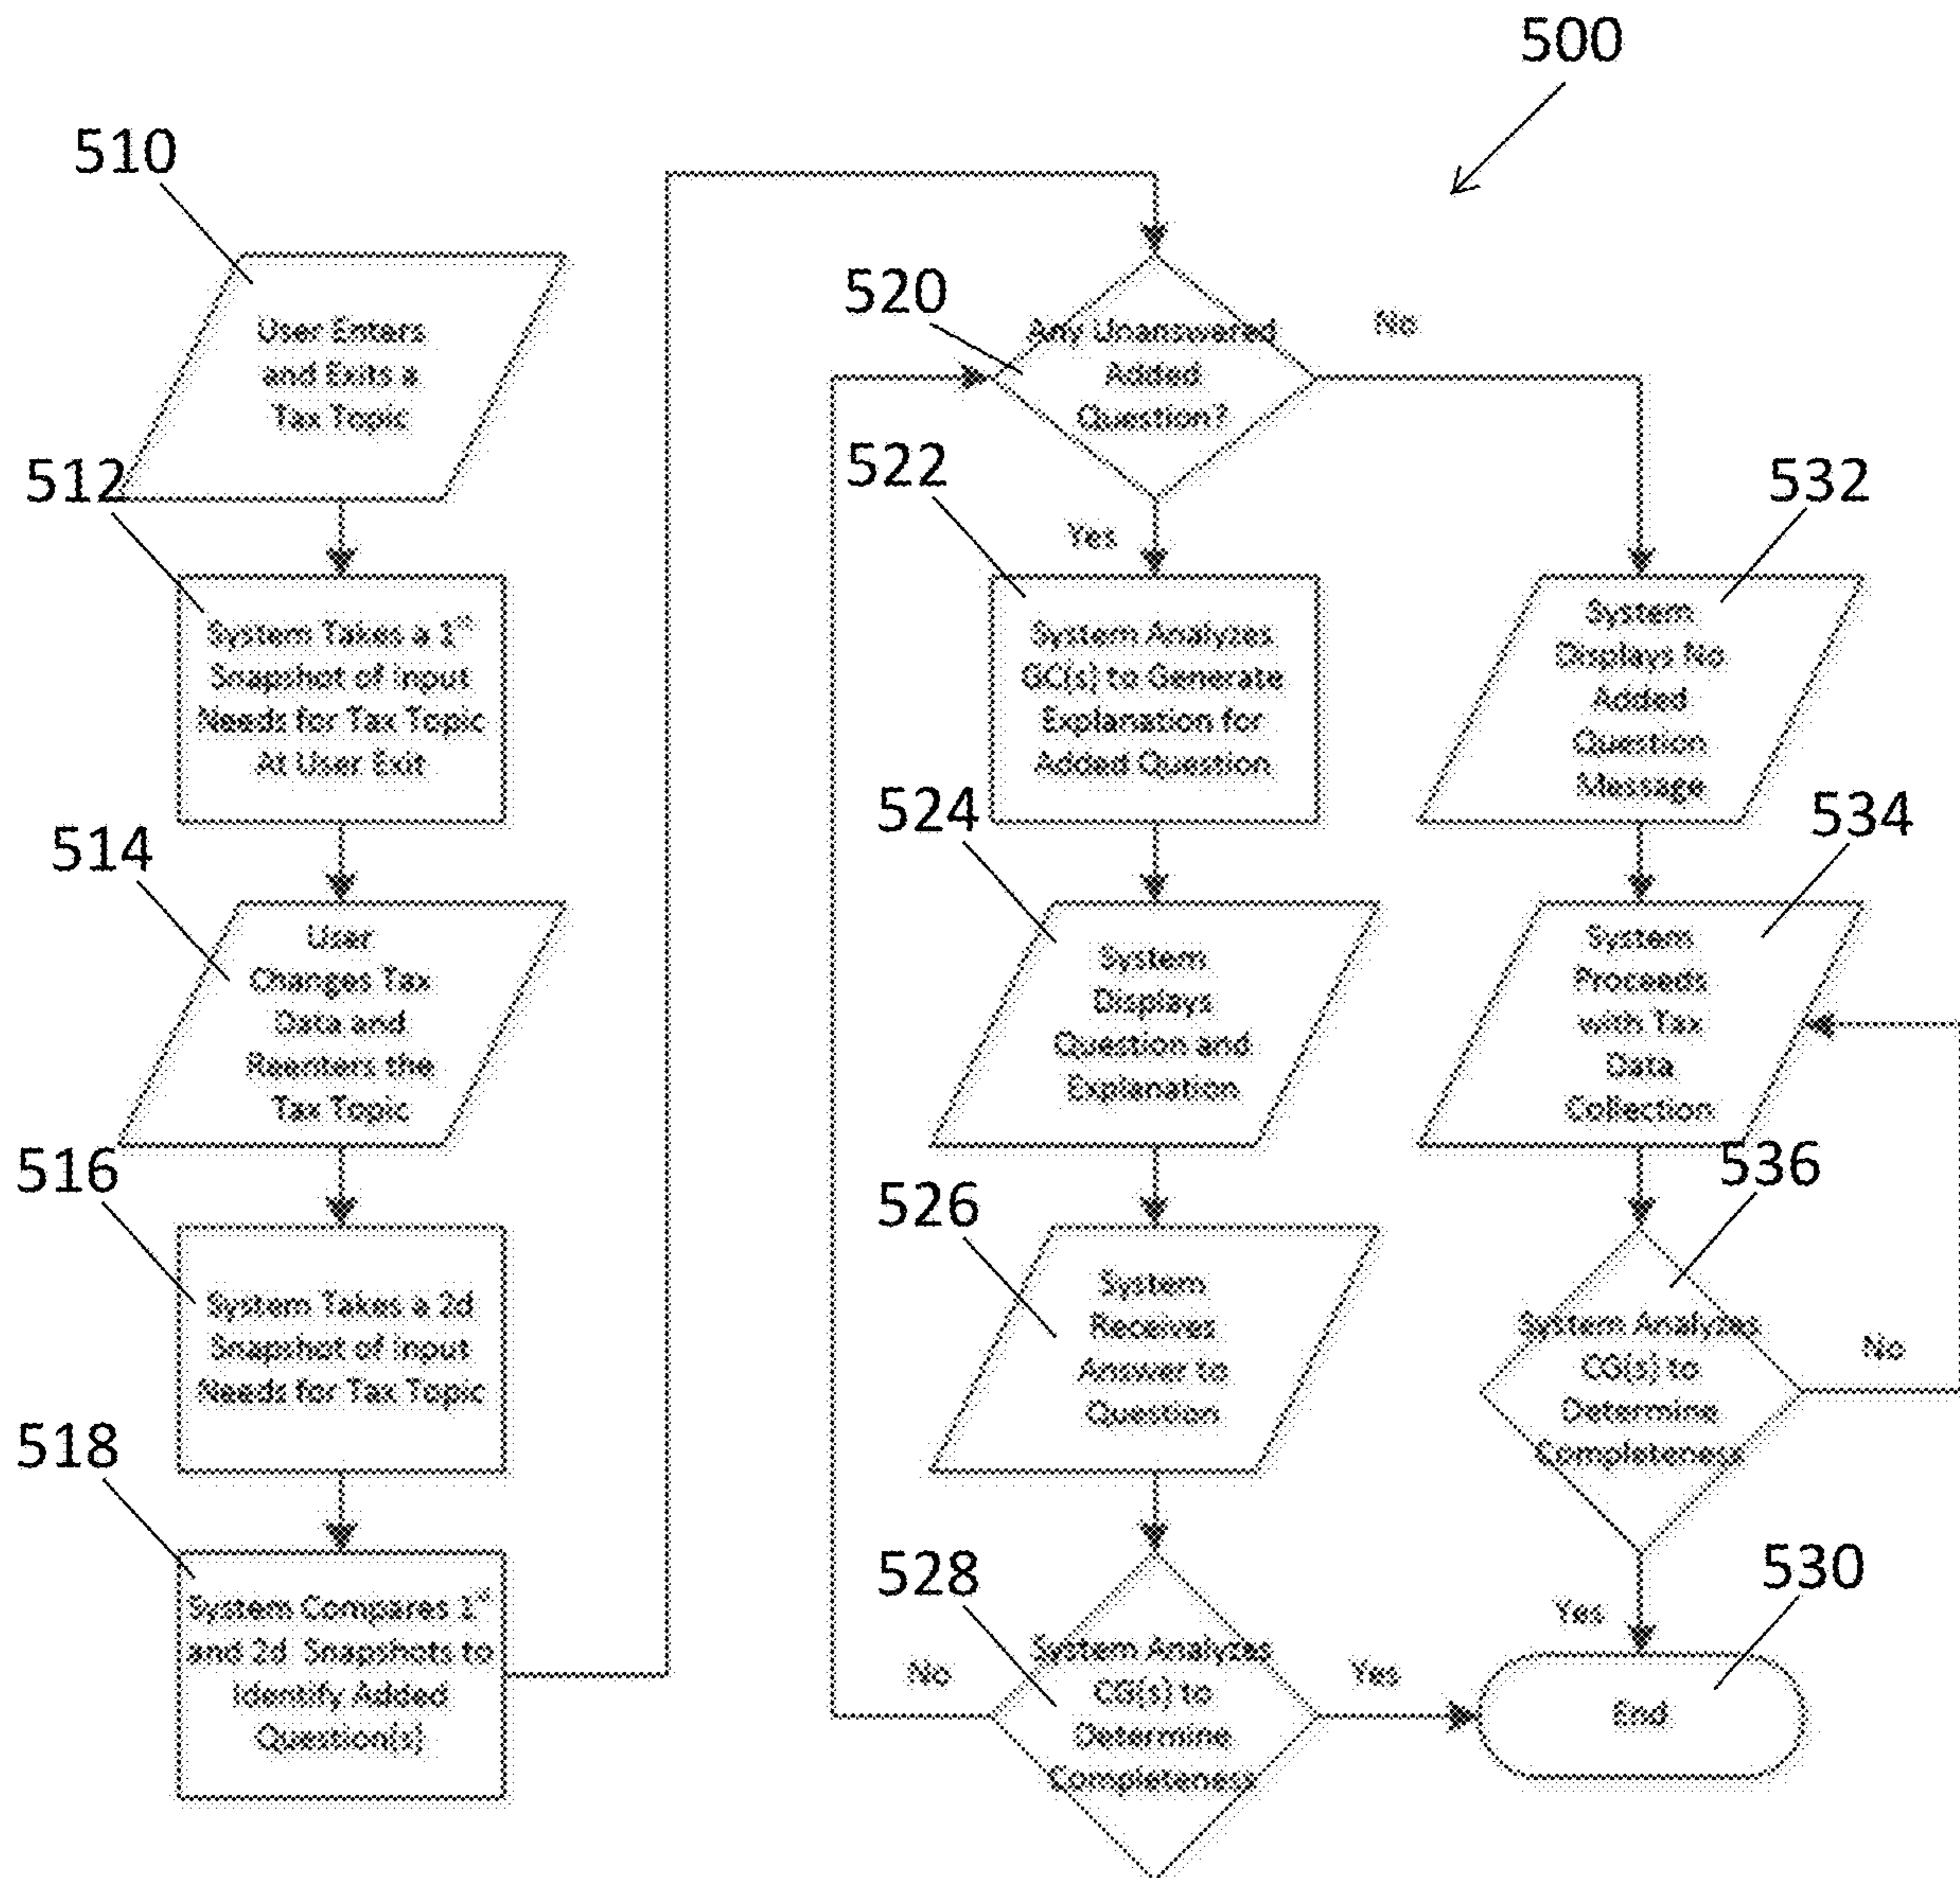 500
510
User Enters
and Exits a
Tax Topic
512
System Takes a 1st
Snapshot of Input
Needs for Tax Topic
At User Exit
514
User
Changes Tax
Data and
Reenters the
Tax Topic
516
System Takes a 2d
Snapshot of Input
Needs for Tax Topic
518
System Compares 1st
and 2d Snapshots to
Identify Added
Question(s)
520
Any Unanswered
Added
Question?
No
Yes
522
System Analyzes
GC(s) to Generate
Explanation for
Added Question
524
System
Displays
Question and
Explanation
526
System
Receives
Answer to
Question
528
System Analyzes
CG(s) to
Determine
Completeness
No
Yes
532
System
Displays No
Added
Question
Message
534
System
Proceeds
with Tax
Data
Collection
536
System Analyzes
CG(s) to
Determine
Completeness
No
Yes
530
End